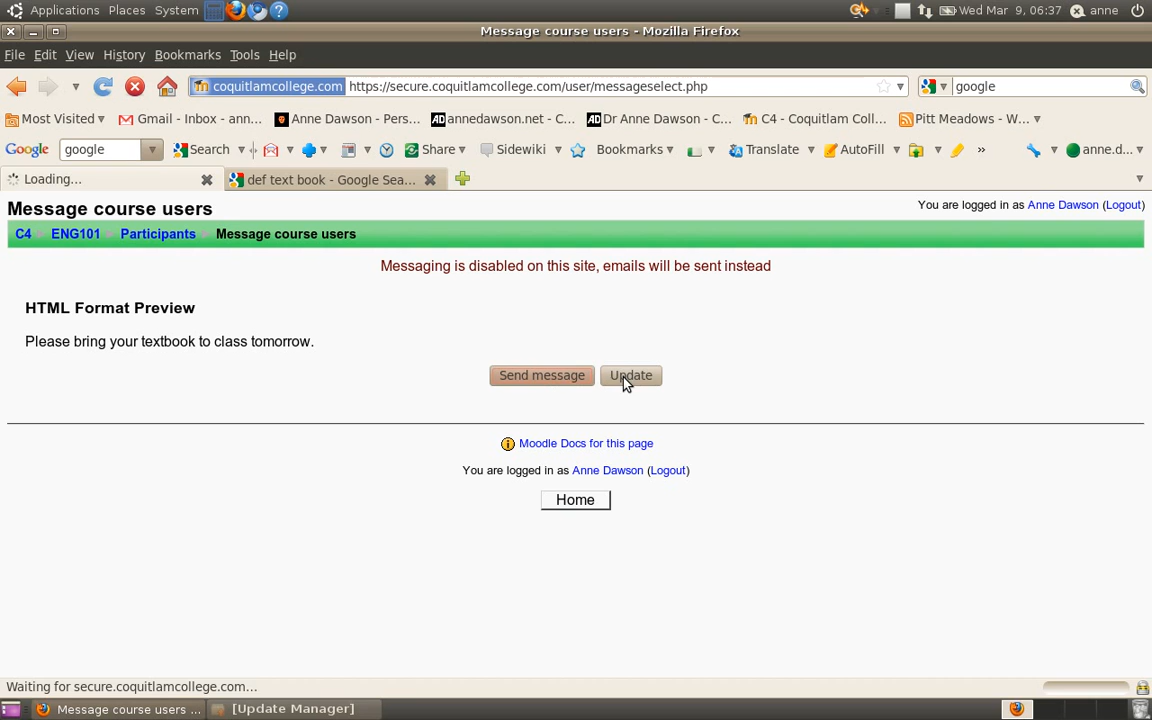 Applications Places System Wed Mar 9, 06:37 anne
Message course users - Mozilla Firefox
File Edit View History Bookmarks Tools Help
coquitlamcollege.com https://secure.coquitlamcollege.com/user/messageselect.php google
Most Visited Gmail - Inbox - ann... Anne Dawson - Pers... annedawson.net - C... Dr Anne Dawson - C... C4 - Coquitlam Coll... Pitt Meadows - W...
Google google Search Share Sidewiki Bookmarks Translate AutoFill » anne.d...
Loading... def text book - Google Sea...
Message course users You are logged in as Anne Dawson (Logout)
C4 ENG101 Participants Message course users
Messaging is disabled on this site, emails will be sent instead
HTML Format Preview
Please bring your textbook to class tomorrow.
Send message Update
Moodle Docs for this page
You are logged in as Anne Dawson (Logout)
Home
Waiting for secure.coquitlamcollege.com...
Message course users ... [Update Manager]